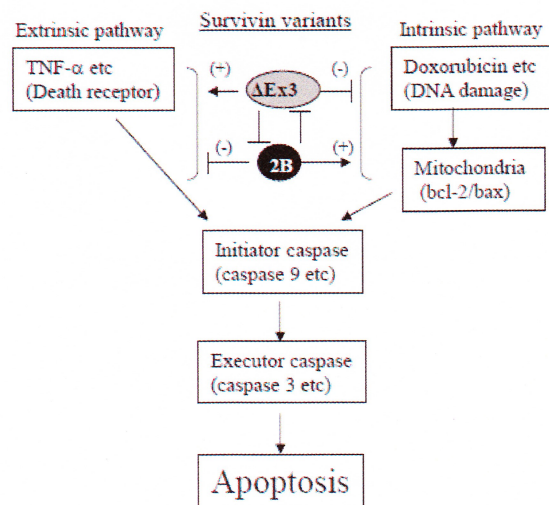 Extrinsic pathway
Survivin variants
Intrinsic pathway
TNF-α etc
(Death receptor)
(+)
ΔEx3
(-)
(-)
2B
(+)
Doxorubicin etc
(DNA damage)
Mitochondria
(bcl-2/bax)
Initiator caspase
(caspase 9 etc)
Executor caspase
(caspase 3 etc)
Apoptosis